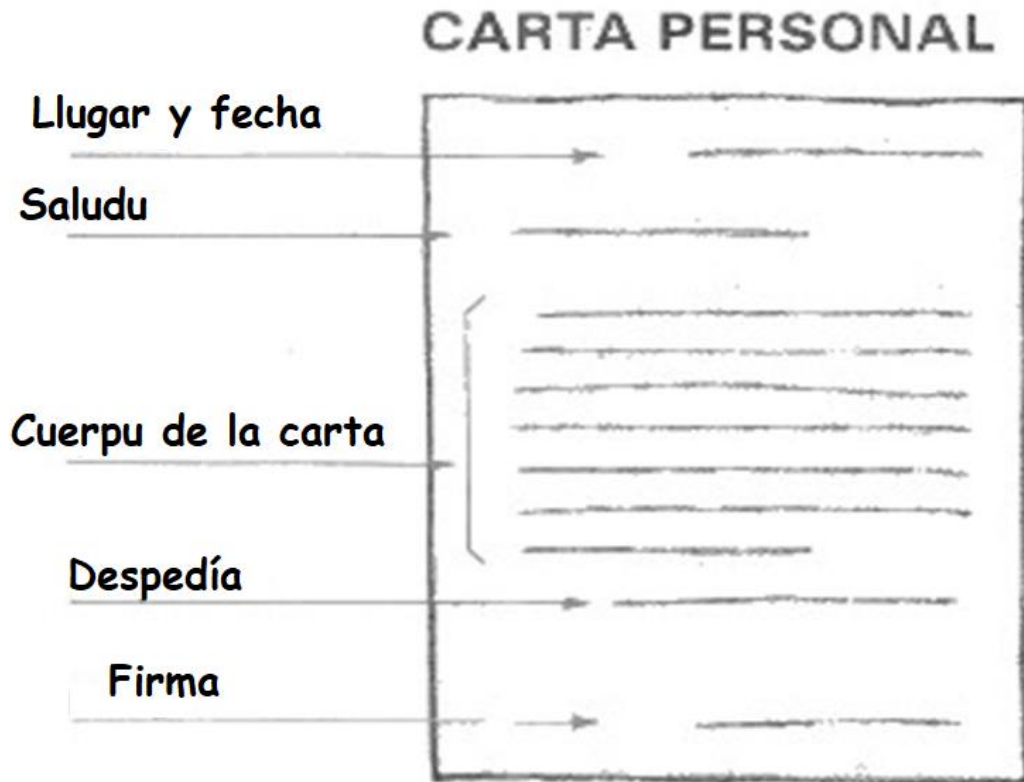 CARTA PERSONAL
Llugar y fecha
Saludu
Cuerpu de la carta
Despedía
Firma